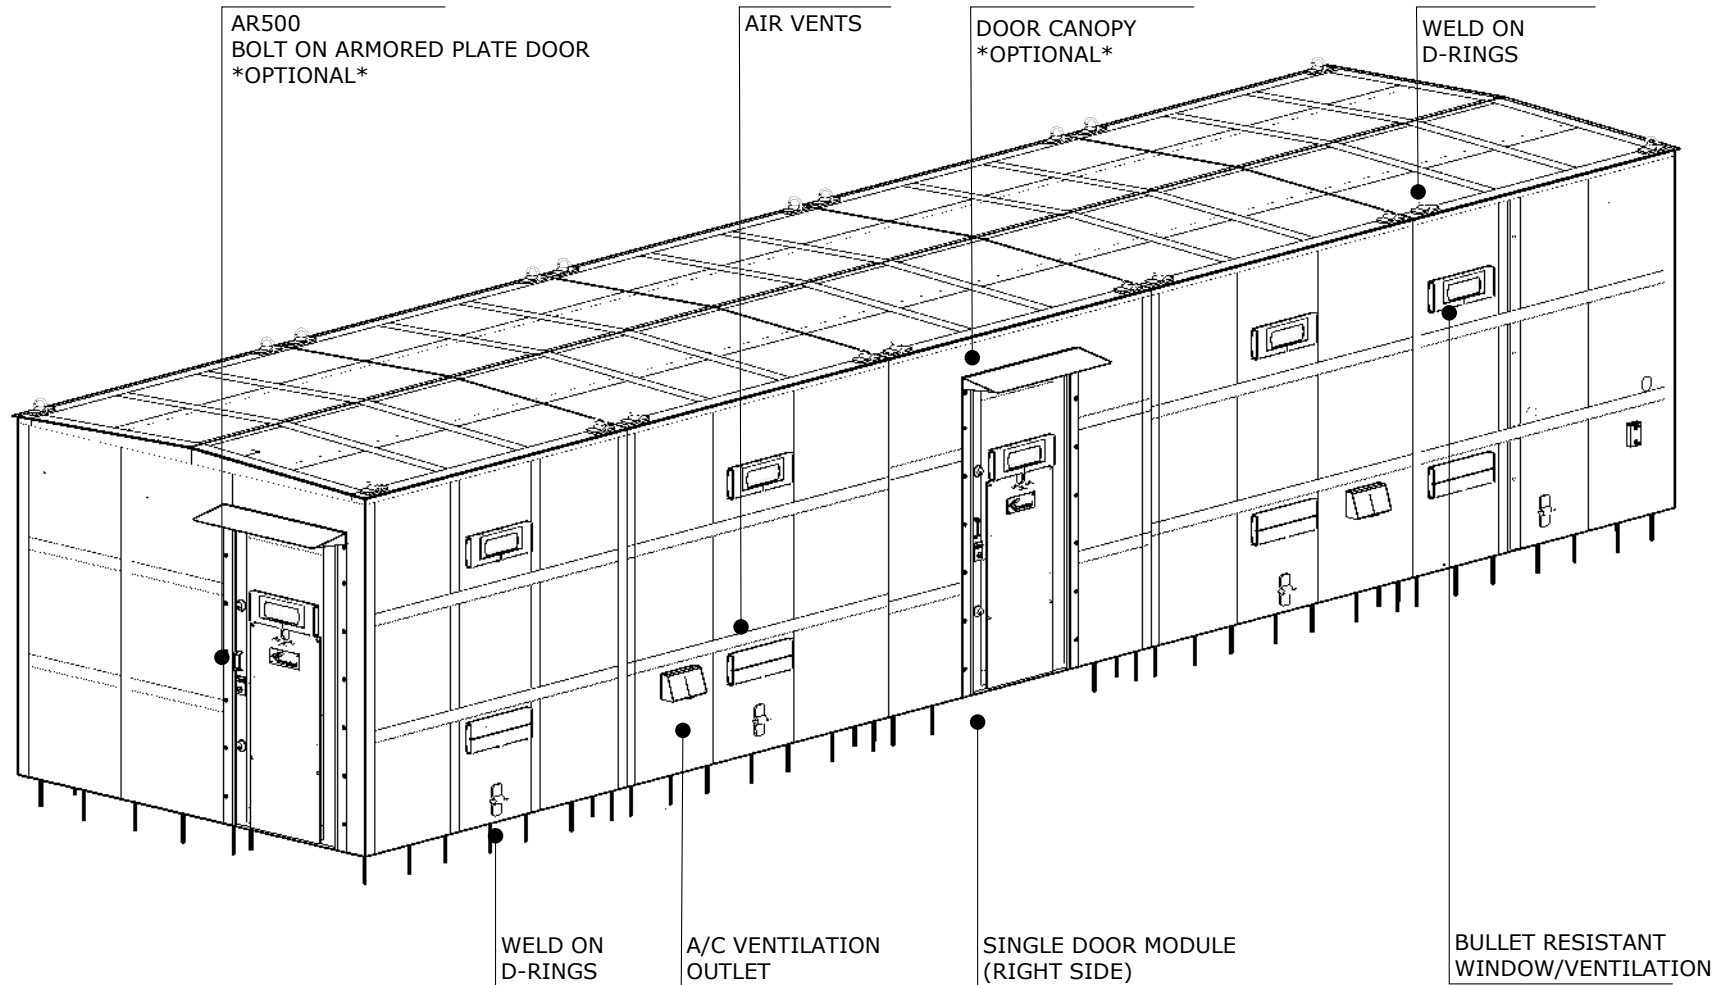 AR500
BOLT ON ARMORED PLATE DOOR
*OPTIONAL*
AIR VENTS
DOOR CANOPY
*OPTIONAL*
WELD ON
D-RINGS
WELD ON
D-RINGS
A/C VENTILATION
OUTLET
SINGLE DOOR MODULE
(RIGHT SIDE)
BULLET RESISTANT
WINDOW/VENTILATION